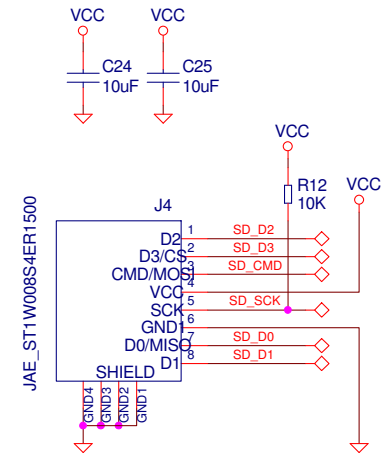 VCC
VCC
C24
10uF
C25
10uF
VCC
R12
10K
VCC
J4
JAE_ST1W008S4ER1500
D2 1 SD_D2
D3/CS 2 SD_D3
CMD/MOSI 3 SD_CMD
VCC 4
SCK 5 SD_SCK
GND1 6
D0/MISO 7 SD_D0
D1 8 SD_D1
SHIELD
GND4
GND3
GND2
GND1